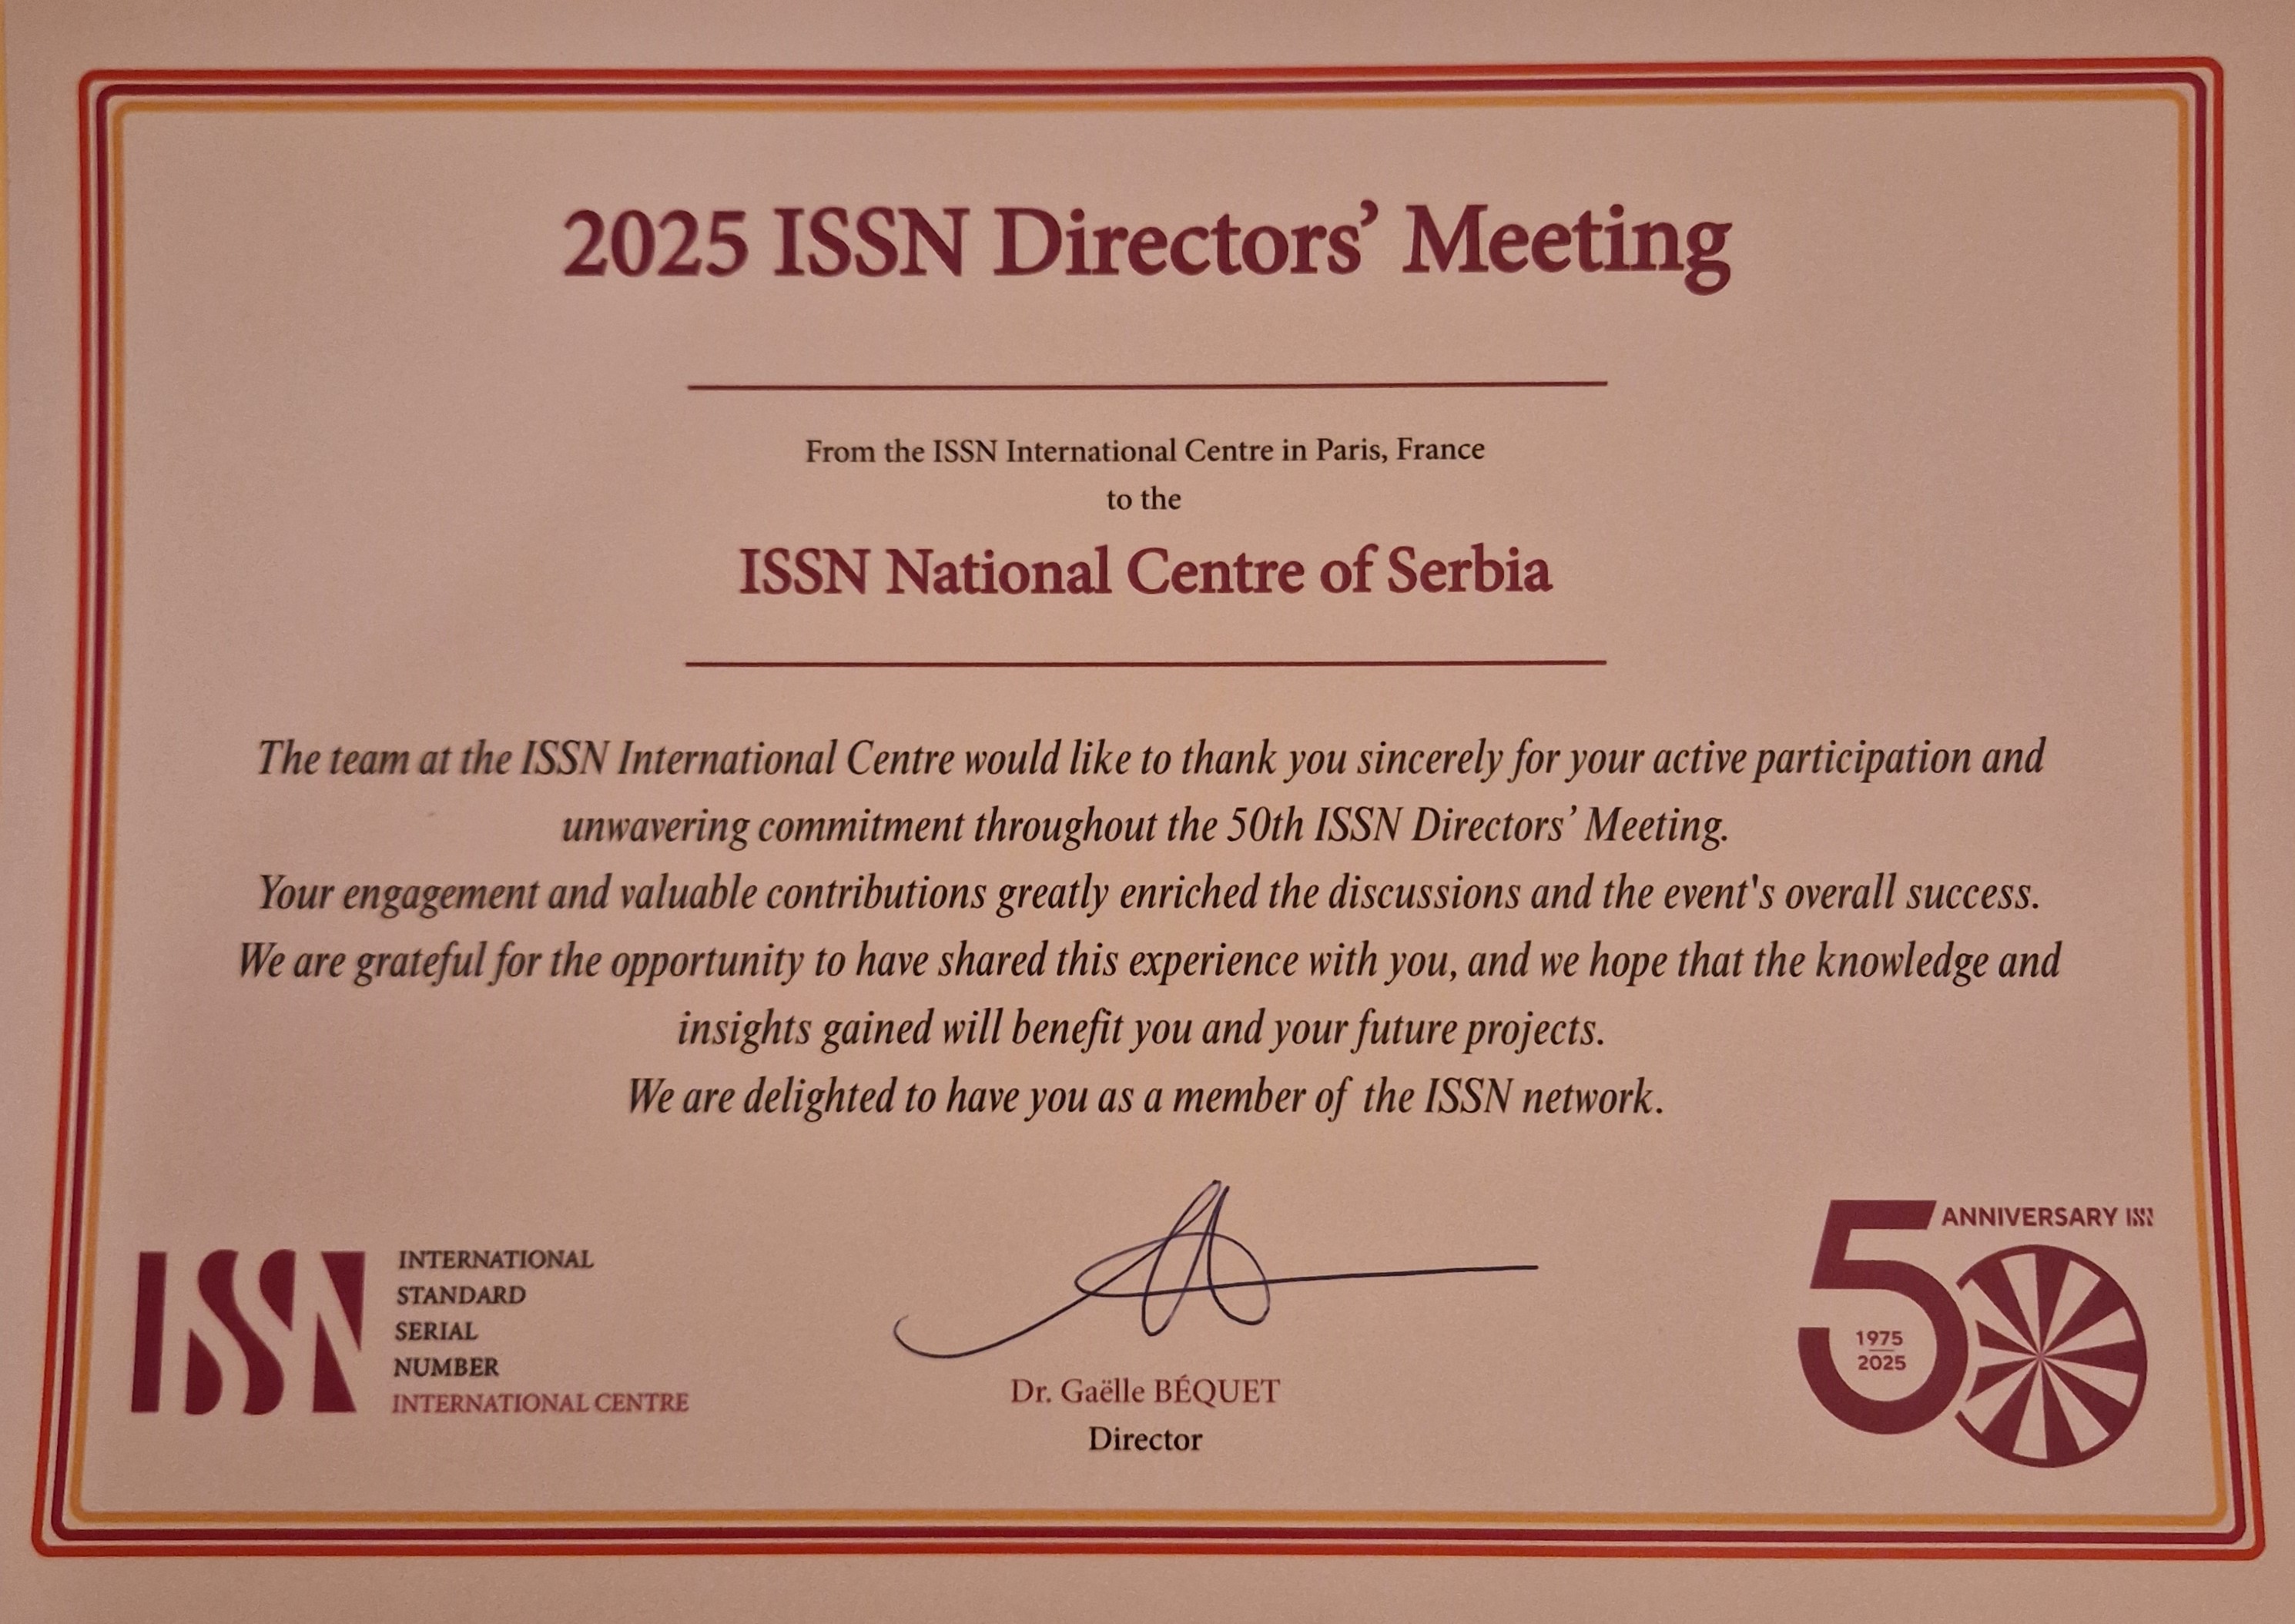 2025 ISSN Directors’ Meeting
From the ISSN International Centre in Paris, France
to the
ISSN National Centre of Serbia
The team at the ISSN International Centre would like to thank you sincerely for your active participation and
unwavering commitment throughout the 50th ISSN Directors’ Meeting.
Your engagement and valuable contributions greatly enriched the discussions and the event's overall success.
We are grateful for the opportunity to have shared this experience with you, and we hope that the knowledge and
insights gained will benefit you and your future projects.
We are delighted to have you as a member of the ISSN network.
ISSN
INTERNATIONAL
STANDARD
SERIAL
NUMBER
INTERNATIONAL CENTRE
Dr. Gaëlle BÉQUET
Director
50
ANNIVERSARY ISSN
1975
2025